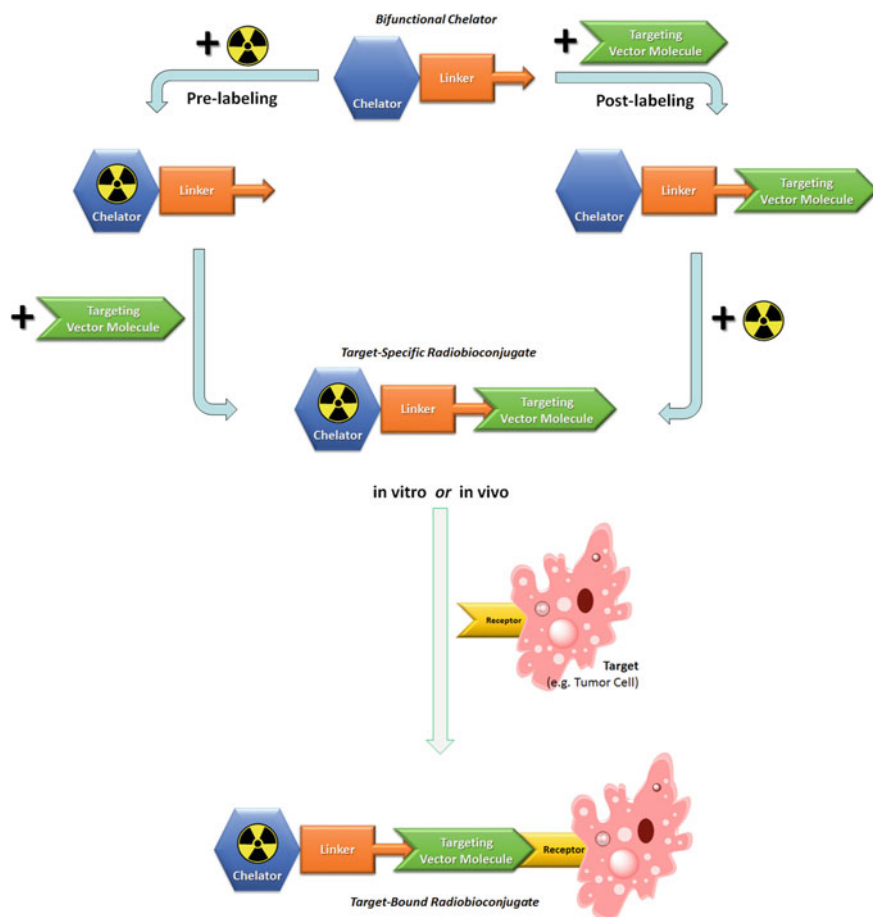 Bifunctional Chelator
+
Linker
Chelator
+
Targeting
Vector Molecule
Pre-labeling
Post-labeling
Linker
Chelator
Linker
Chelator
Targeting
Vector Molecule
+
Targeting
Vector Molecule
+
Target-Specific Radiobioconjugate
Linker
Chelator
Targeting
Vector Molecule
in vitro or in vivo
Receptor
Target
(e.g. Tumor Cell)
Linker
Chelator
Targeting
Vector Molecule
Receptor
Target-Bound Radiobioconjugate